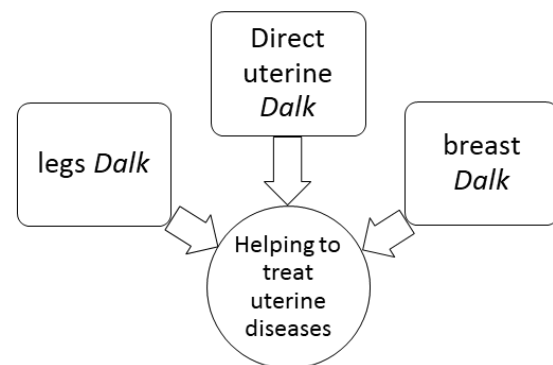 Direct
uterine
Dalk
legs Dalk
breast
Dalk
Helping to
treat
uterine
diseases